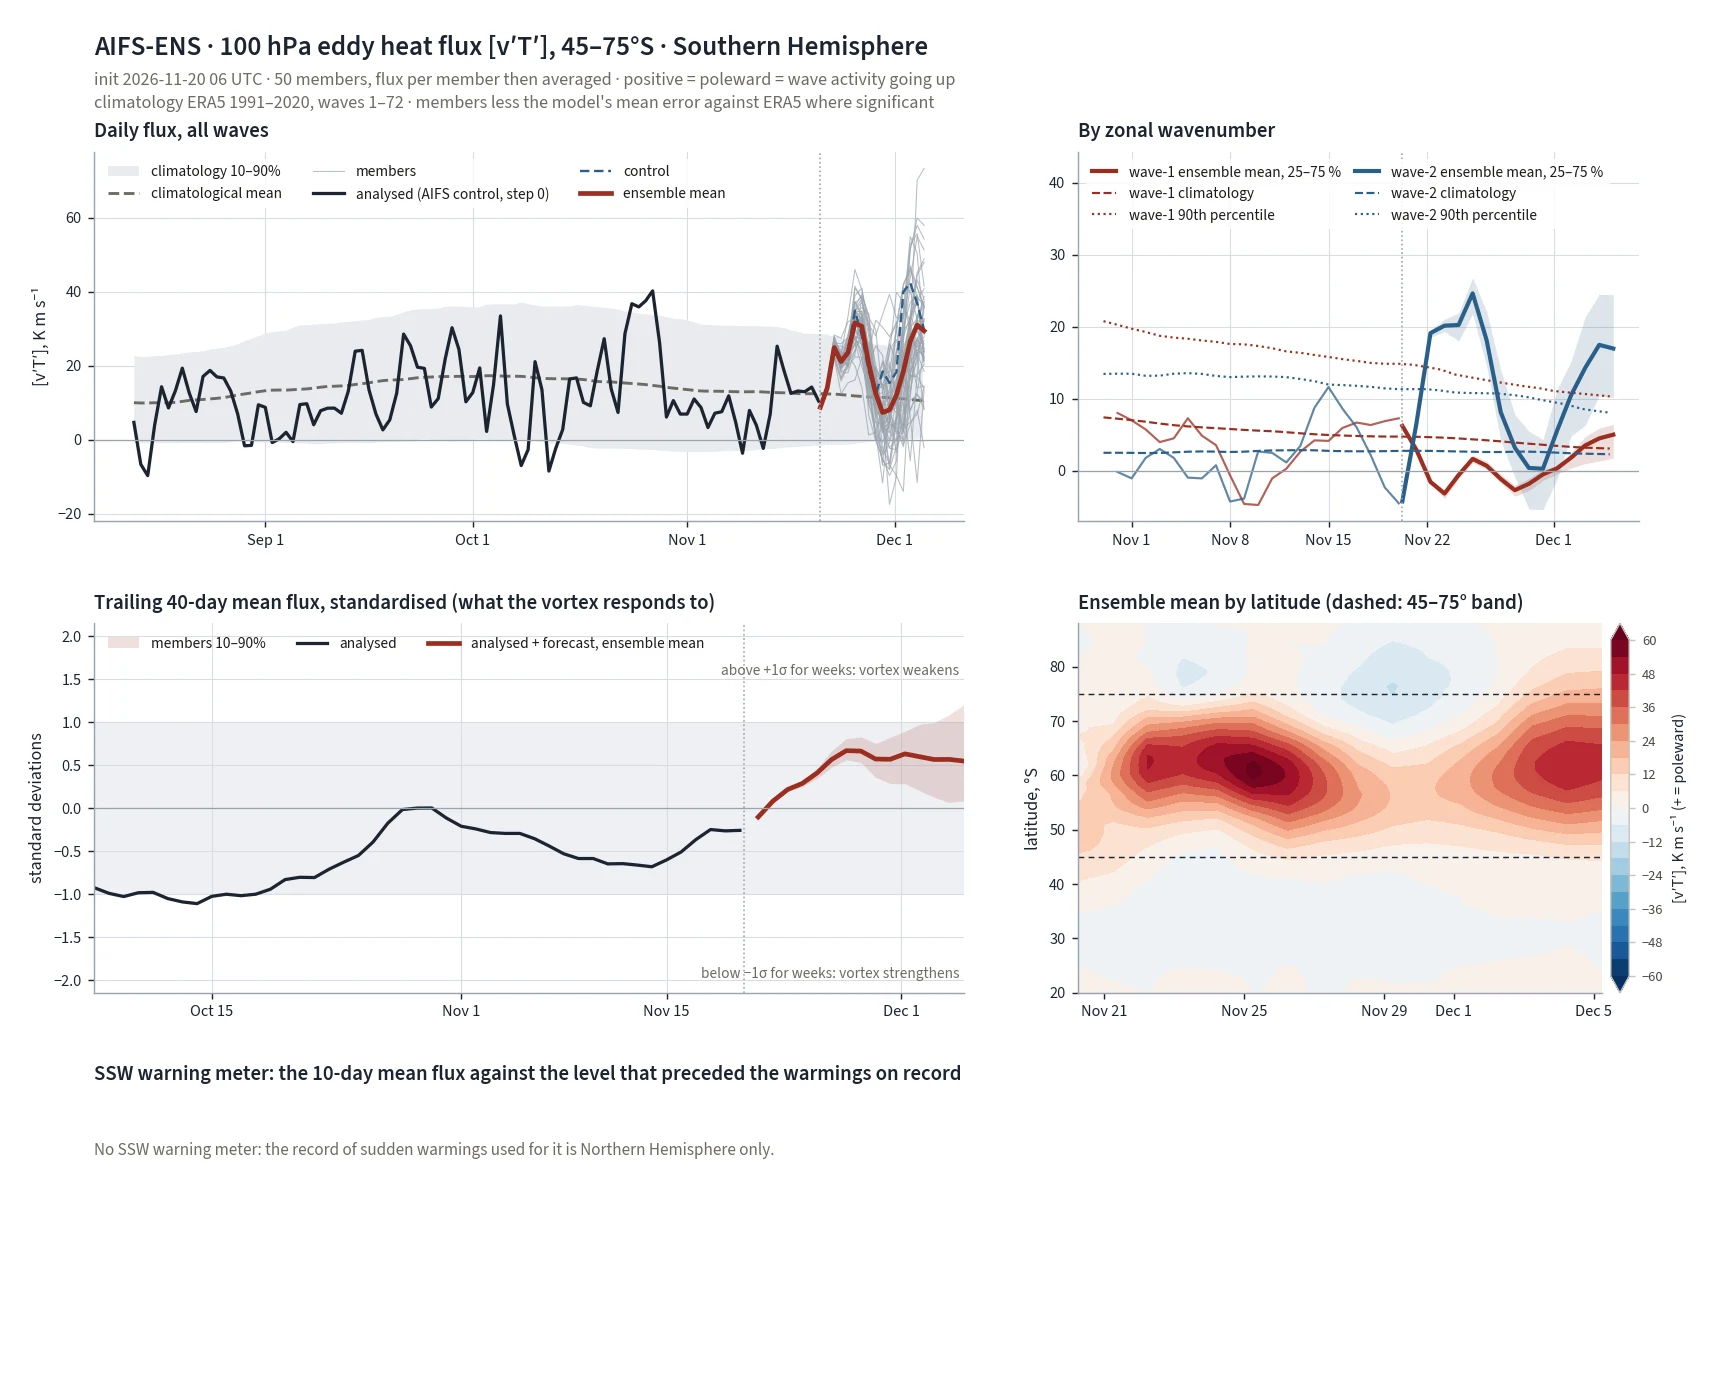 AIFS-ENS · 100 hPa eddy heat flux [v′T′], 45–75°S · Southern Hemisphere
init 2026-11-20 06 UTC · 50 members, flux per member then averaged · positive = poleward = wave activity going up
climatology ERA5 1991–2020, waves 1–72 · members less the model's mean error against ERA5 where significant
Daily flux, all waves
climatology 10–90%
members
control
climatological mean
analysed (AIFS control, step 0)
ensemble mean
[v′T′], K m s⁻¹
60
40
20
0
−20
Sep 1
Oct 1
Nov 1
Dec 1
By zonal wavenumber
wave-1 ensemble mean, 25–75 %
wave-2 ensemble mean, 25–75 %
wave-1 climatology
wave-2 climatology
wave-1 90th percentile
wave-2 90th percentile
40
30
20
10
0
Nov 1
Nov 8
Nov 15
Nov 22
Dec 1
Trailing 40-day mean flux, standardised (what the vortex responds to)
members 10–90%
analysed
analysed + forecast, ensemble mean
above +1σ for weeks: vortex weakens
below −1σ for weeks: vortex strengthens
standard deviations
2.0
1.5
1.0
0.5
0.0
−0.5
−1.0
−1.5
−2.0
Oct 15
Nov 1
Nov 15
Dec 1
Ensemble mean by latitude (dashed: 45–75° band)
latitude, °S
80
70
60
50
40
30
20
Nov 21
Nov 25
Nov 29
Dec 1
Dec 5
60
48
36
24
12
0
−12
−24
−36
−48
−60
[v′T′], K m s⁻¹ (+ = poleward)
SSW warning meter: the 10-day mean flux against the level that preceded the warmings on record
No SSW warning meter: the record of sudden warmings used for it is Northern Hemisphere only.